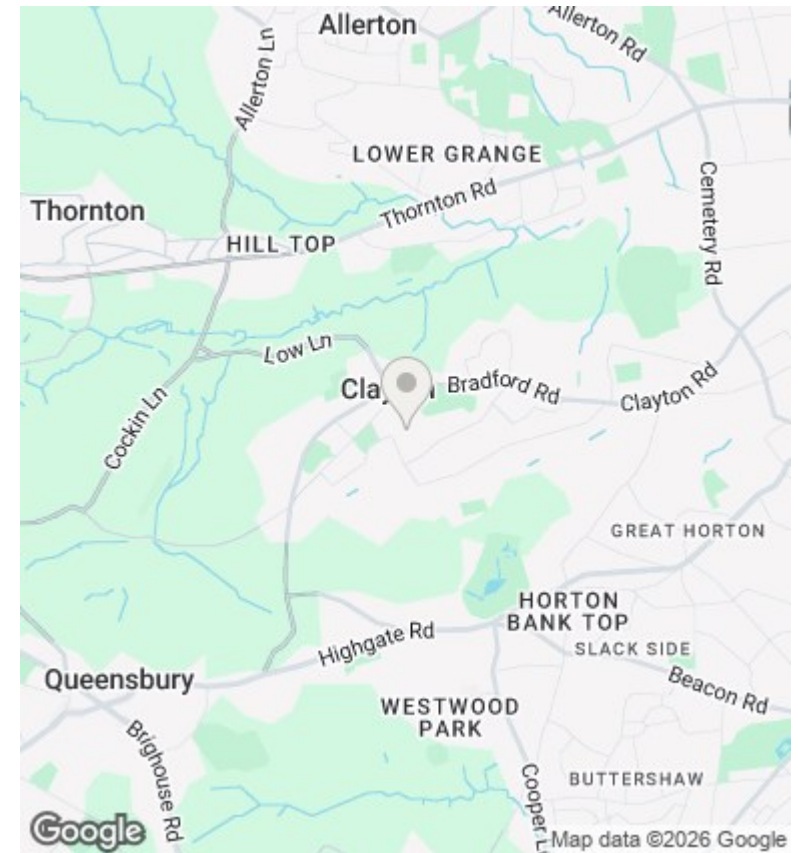 Allerton
Allerton Rd
Allerton Ln
LOWER GRANGE
Thornton Rd
Cemetery Rd
Thornton
HILL TOP
Low Ln
Cockin Ln
Bradford Rd
Clayton Rd
GREAT HORTON
HORTON
BANK TOP
SLACK SIDE
Highgate Rd
Beacon Rd
Queensbury
WESTWOOD
PARK
Brighouse Rd
BUTTERSHAW
Cooper
Google
Map data ©2026 Google